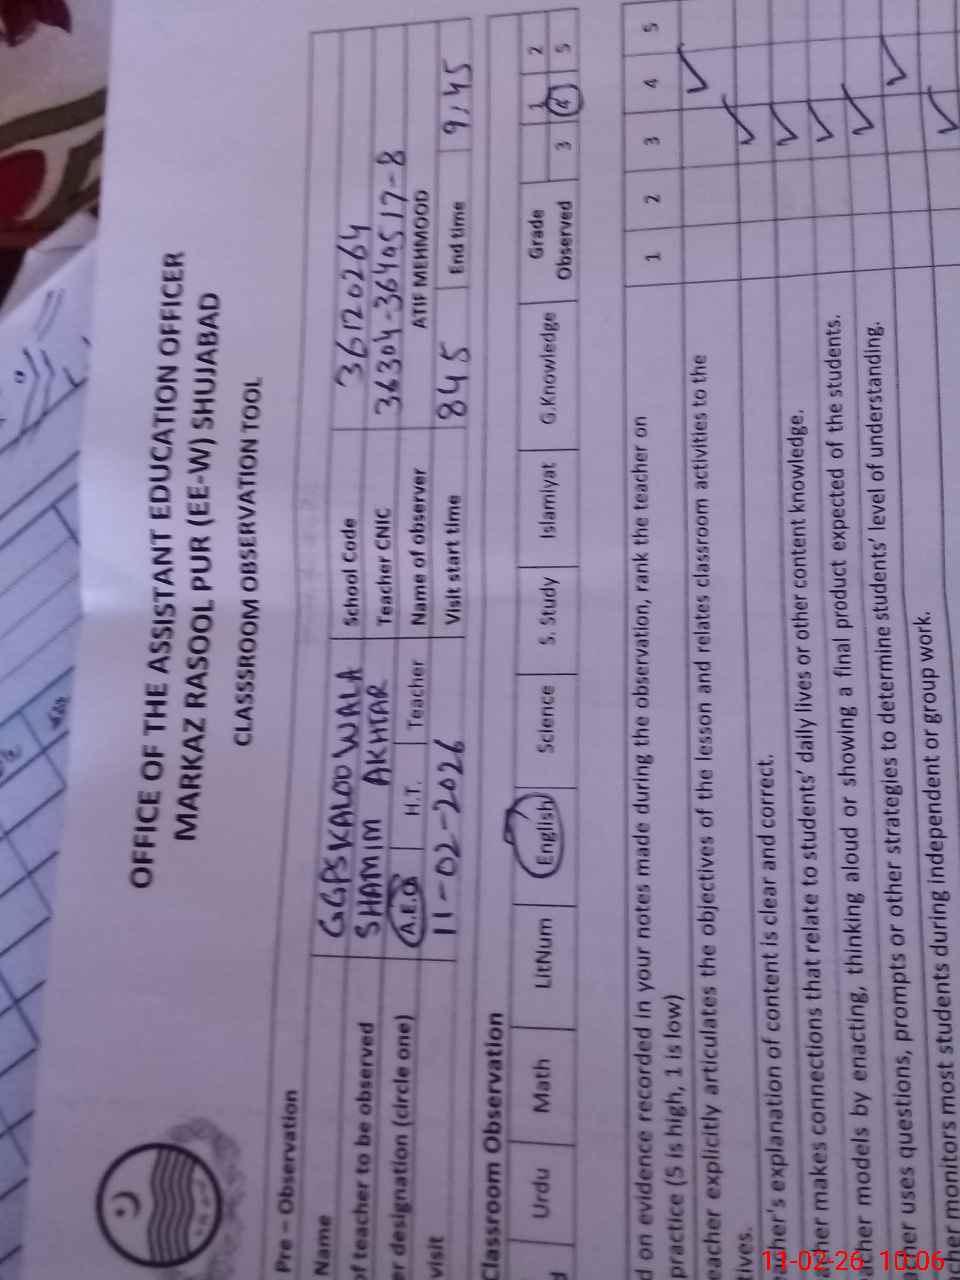 OFFICE OF THE ASSISTANT EDUCATION OFFICER
MARKAZ RASOOL PUR (EE-W) SHUJABAD
CLASSSROOM OBSERVATION TOOL
Pre – Observation
Name GGPS KALOO WALA School Code 36120264
of teacher to be observed SHAMIM AKHTAR Teacher CNIC 36304-3649517-8
er designation (circle one) A.E.O H.T. Teacher Name of observer ATIF MEHMOOD
visit 11-02-2026 Visit start time 845 End time 9:45
Classroom Observation
Urdu Math LitNum English Science S. Study Islamiyat G.Knowledge Grade Observed 1 2 3 4 5
d on evidence recorded in your notes made during the observation, rank the teacher on
practice (5 is high, 1 is low) 1 2 3 4 5
eacher explicitly articulates the objectives of the lesson and relates classroom activities to the
tives.
acher's explanation of content is clear and correct.
cher makes connections that relate to students' daily lives or other content knowledge.
acher models by enacting, thinking aloud or showing a final product expected of the students.
cher uses questions, prompts or other strategies to determine students' level of understanding.
cher monitors most students during independent or group work.
11-02-26 10:06